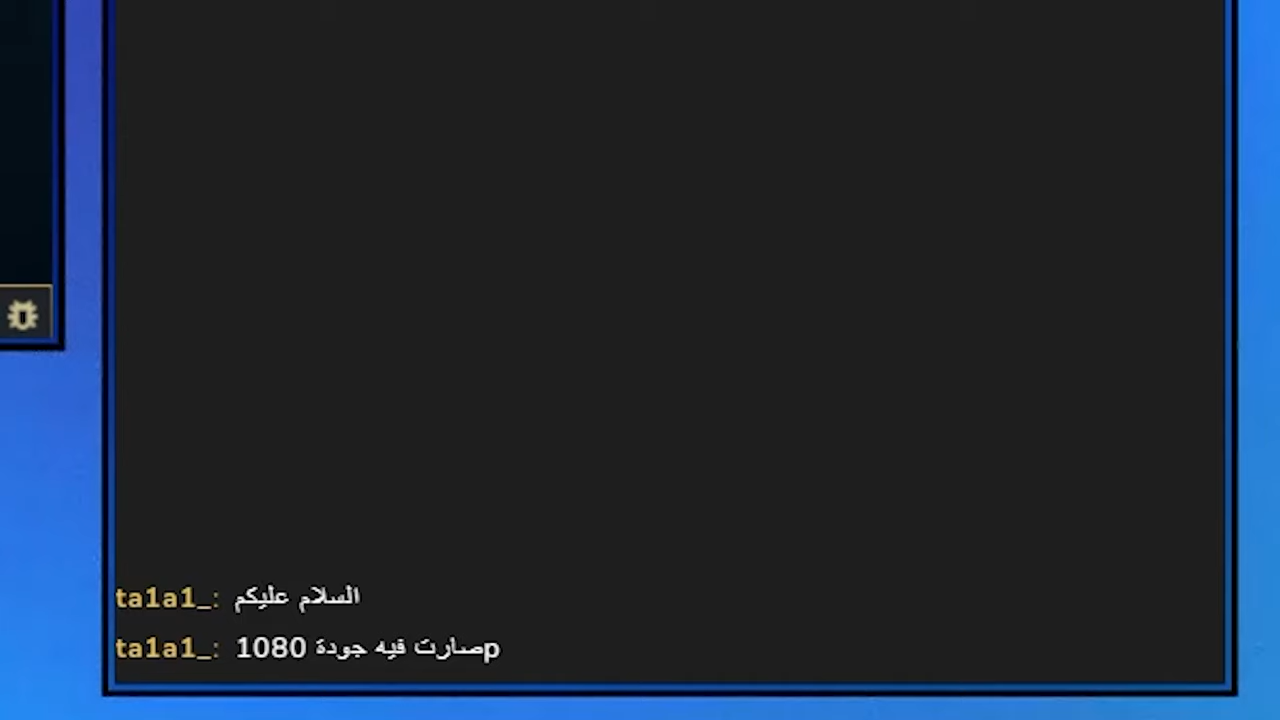 ta1a1_: السلام عليكم
ta1a1_: صارت فيه جودة 1080p